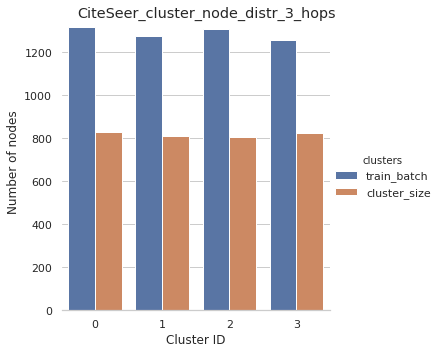 CiteSeer_cluster_node_distr_3_hops
Number of nodes
1200
1000
800
600
400
200
0
0 1 2 3
Cluster ID
clusters
train_batch
cluster_size